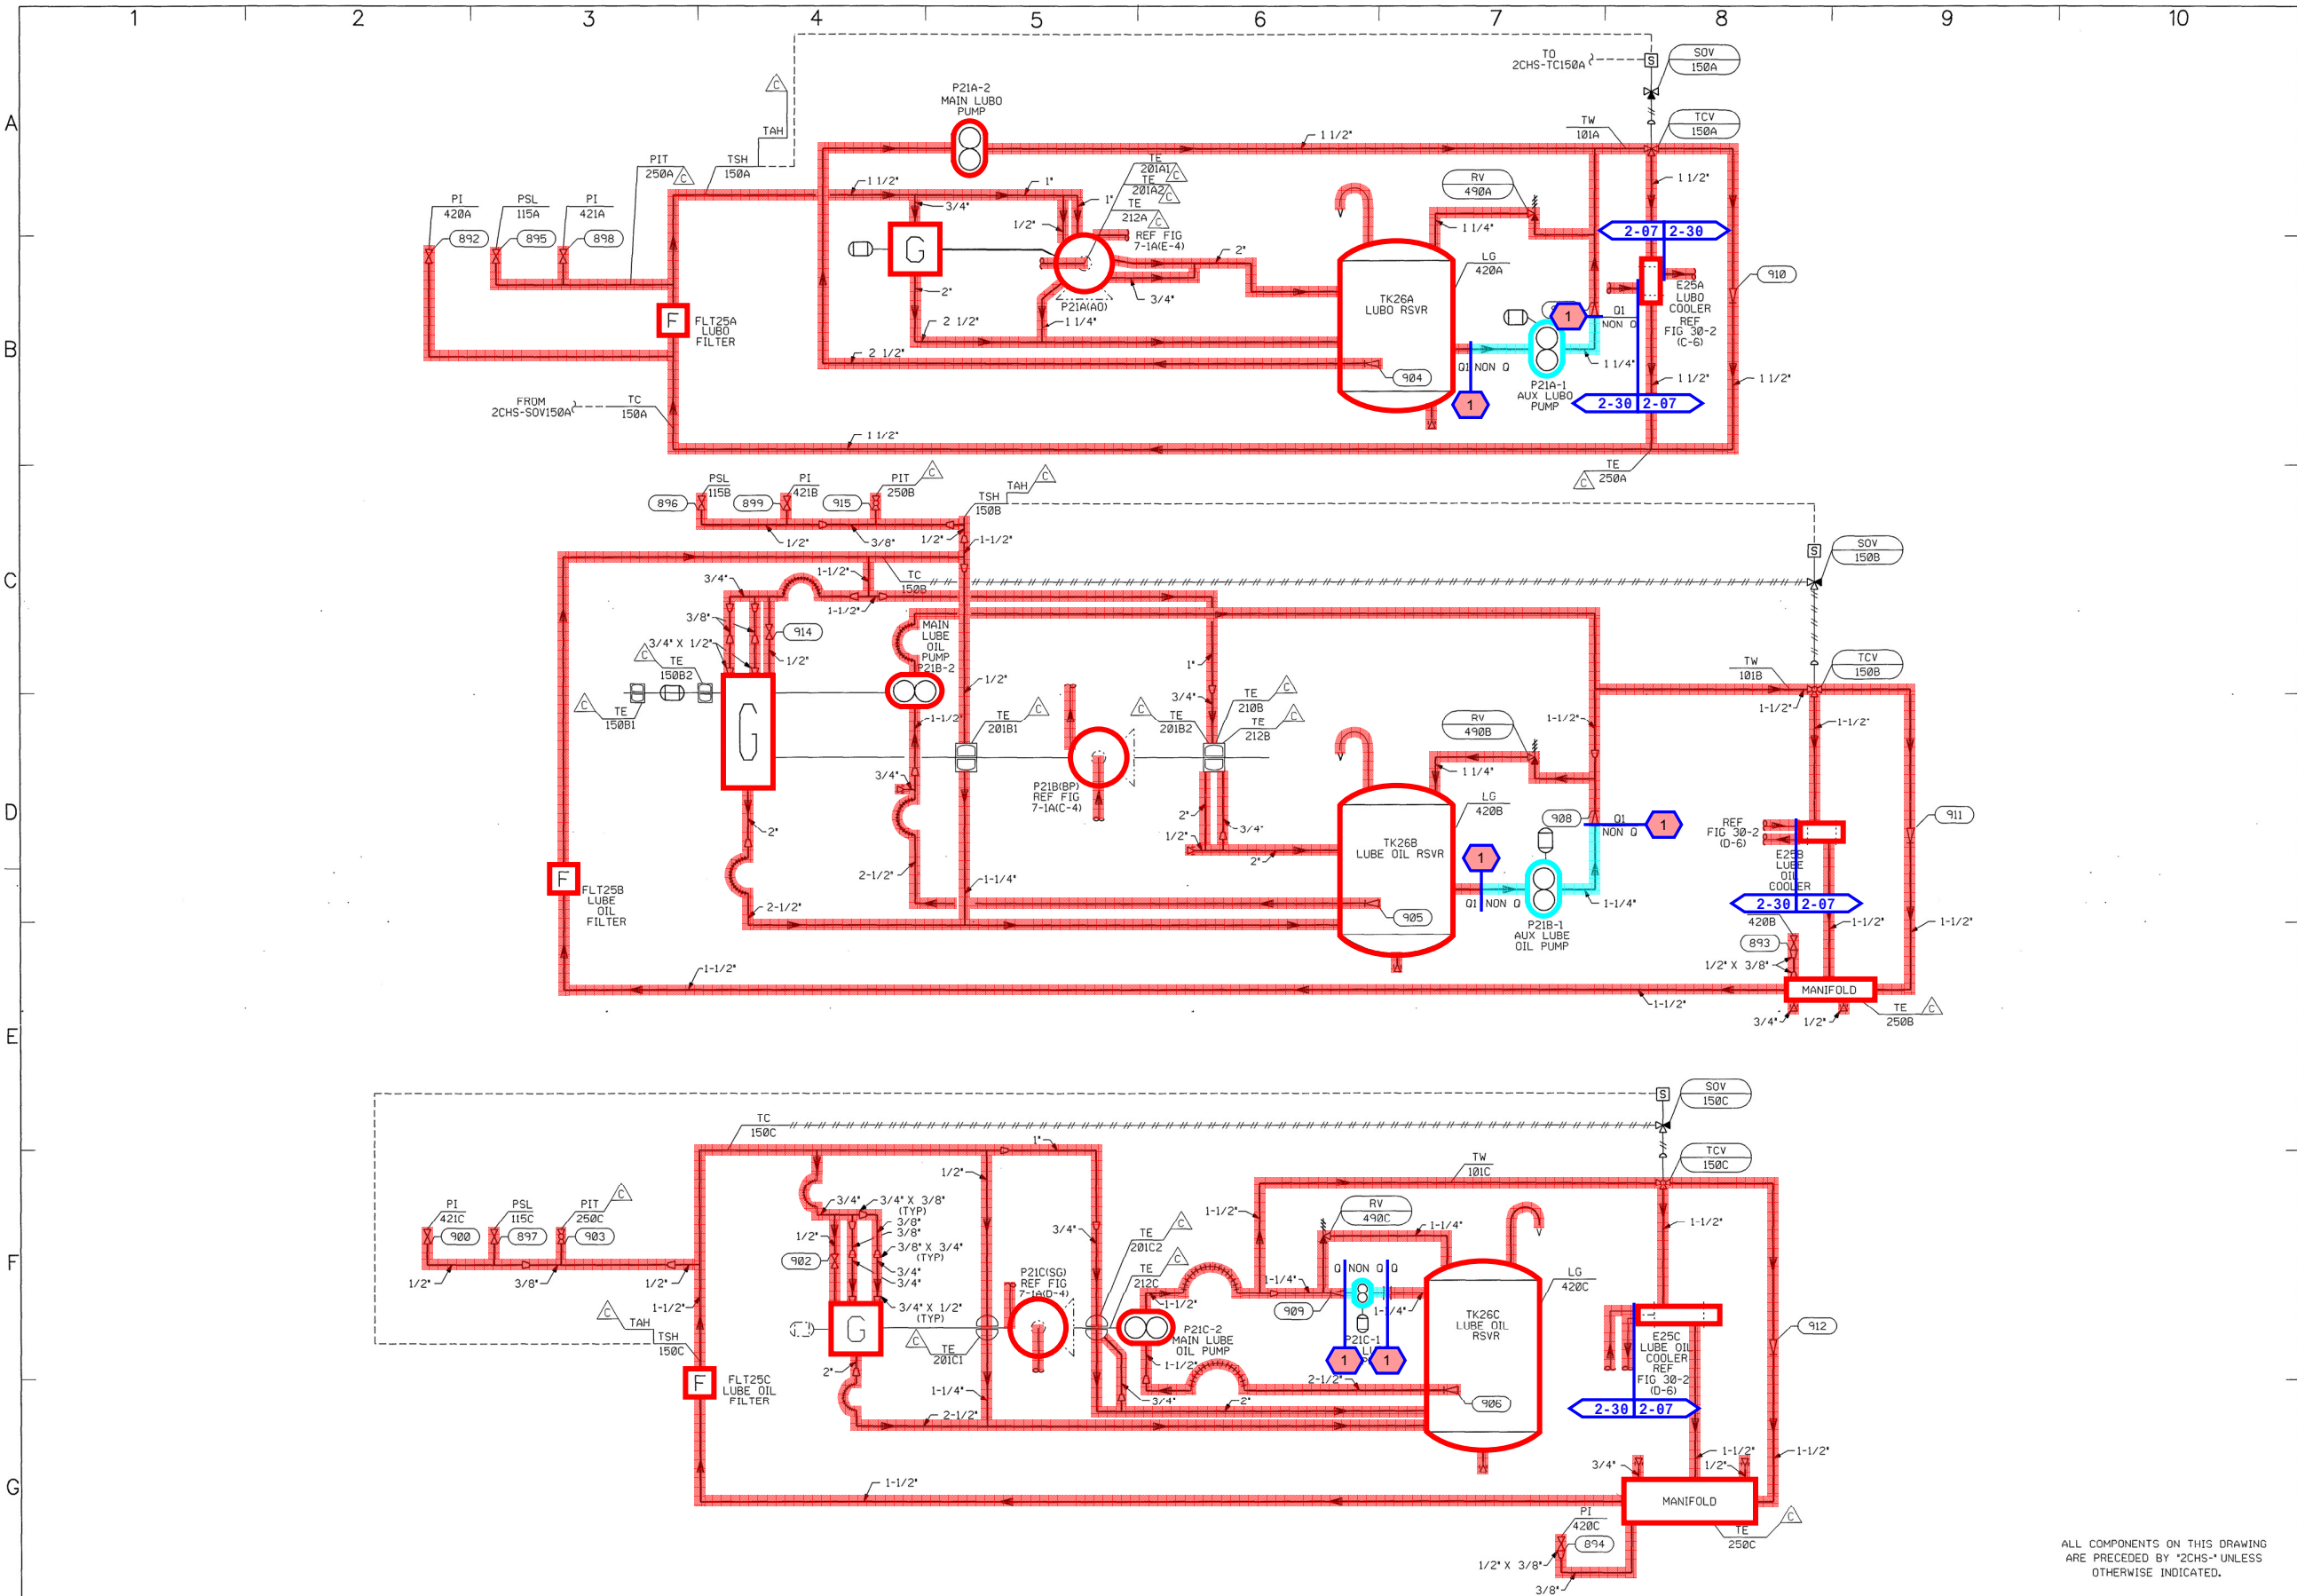 1 2 3 4 5 6 7 8 9 10
A
B
C
D
E
F
G
TO
2CHS-TC150A
S
SOV
150A
P21A-2
MAIN LUBO
PUMP
C
TAH
TSH
150A
PIT
250A
C
PI
420A
892
PSL
115A
895
PI
421A
898
1 1/2"
TW
101A
TCV
150A
TE
201A1
C
TE
201A2
C
TE
212A
C
REF FIG
7-1A(E-4)
1 1/2"
1"
1"
3/4"
1/2"
G
P21A(AO)
2"
3/4"
2"
2 1/2"
1 1/4"
2 1/2"
RV
490A
1 1/4"
LG
420A
TK26A
LUBO RSVR
904
1 1/2"
2-07 2-30
910
E25A
LUBO
COOLER
REF
FIG 30-2
(C-6)
1
Q1
NON Q
1 1/4"
Q1 NON Q
1
P21A-1
AUX LUBO
PUMP
1 1/2"
1 1/2"
2-30 2-07
F
FLT25A
LUBO
FILTER
FROM
2CHS-SOV150A
TC
150A
1 1/2"
TE
250A
C
PSL
115B
896
PI
421B
899
PIT
250B
C
915
TSH
150B
TAH
C
1/2"
3/8"
1/2"
1-1/2"
S
SOV
150B
3/4"
1-1/2"
TC
150B
1-1/2"
3/8"
914
3/4" X 1/2"
1/2"
MAIN
LUBE
OIL
PUMP
P21B-2
C
TE
150B2
C
TE
150B1
G
1/2"
1"
3/4"
TE
201B1
C
C
TE
201B2
TE
210B
C
TE
212B
C
1-1/2"
3/4"
P21B(BP)
REF FIG
7-1A(C-4)
2"
1/2"
3/4"
2"
2"
2-1/2"
1-1/4"
2-1/2"
F
FLT25B
LUBE
OIL
FILTER
RV
490B
1 1/4"
LG
420B
TK26B
LUBE OIL RSVR
905
1-1/2"
908
Q1
NON Q
1
1
Q1 NON Q
1-1/4"
P21B-1
AUX LUBE
OIL PUMP
TW
101B
TCV
150B
1-1/2"
1-1/2"
911
REF
FIG 30-2
(D-6)
E25B
LUBE
OIL
COOLER
2-30 2-07
420B
893
1/2" X 3/8"
1-1/2"
1-1/2"
MANIFOLD
3/4"
1/2"
TE
250B
C
1-1/2"
1-1/2"
S
SOV
150C
TC
150C
1"
TW
101C
TCV
150C
1/2"
PI
421C
900
PSL
115C
897
PIT
250C
C
903
1/2"
3/8"
1/2"
1-1/2"
C
TAH
TSH
150C
F
FLT25C
LUBE OIL
FILTER
3/4"
3/4" X 3/8"
(TYP)
3/8"
3/8"
1/2"
902
3/8" X 3/4"
(TYP)
3/4"
3/4"
3/4" X 1/2"
(TYP)
G
2"
C
TE
201C1
1-1/4"
2-1/2"
P21C(SG)
REF FIG
7-1A(D-4)
3/4"
TE
201C2
C
TE
212C
C
1-1/2"
P21C-2
MAIN LUBE
OIL PUMP
1-1/2"
3/4"
2"
2-1/2"
1-1/2"
RV
490C
1-1/4"
1-1/4"
909
Q NON Q Q
1-1/4"
P21C-1
1
1
LG
420C
TK26C
LUBE OIL
RSVR
906
1-1/2"
E25C
LUBE OIL
COOLER
REF
FIG 30-2
(D-6)
2-30 2-07
912
1-1/2"
1-1/2"
3/4"
1/2"
MANIFOLD
TE
250C
C
PI
420C
894
1/2" X 3/8"
3/8"
1-1/2"
ALL COMPONENTS ON THIS DRAWING
ARE PRECEDED BY "2CHS-" UNLESS
OTHERWISE INDICATED.